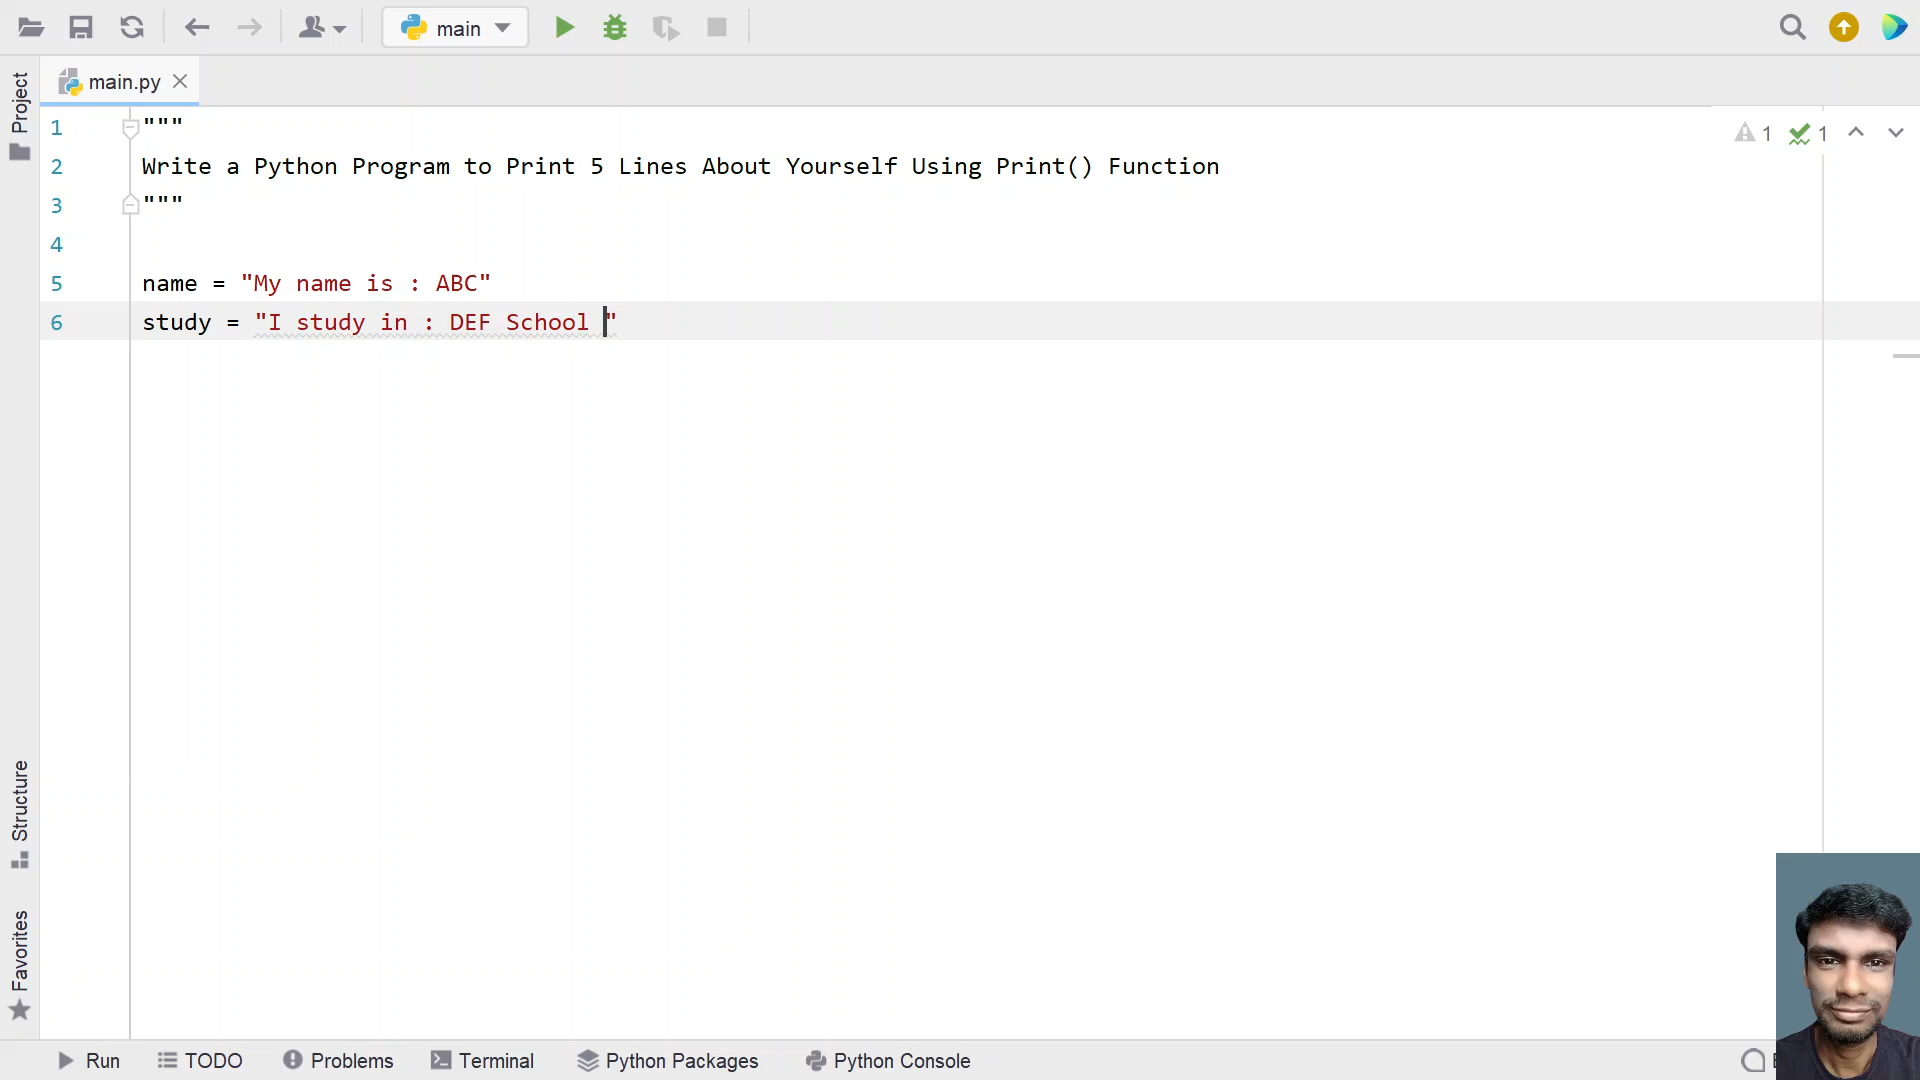 main
main.py
Project
1 """
1 1
2 Write a Python Program to Print 5 Lines About Yourself Using Print() Function
3 """
4
5 name = "My name is : ABC"
6 study = "I study in : DEF School "
Structure
Favorites
Run TODO Problems Terminal Python Packages Python Console